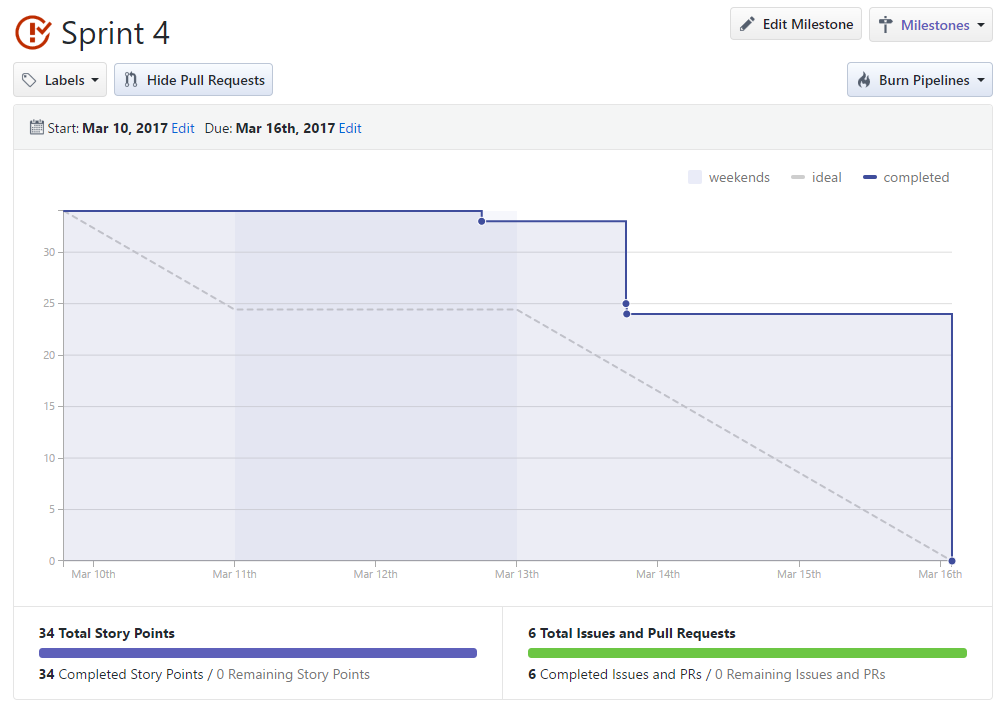 Sprint 4
Edit Milestone
Milestones
Labels
Hide Pull Requests
Burn Pipelines
Start: Mar 10, 2017 Edit Due: Mar 16th, 2017 Edit
weekends ideal completed
30
25
20
15
10
5
0
Mar 10th Mar 11th Mar 12th Mar 13th Mar 14th Mar 15th Mar 16th
34 Total Story Points
34 Completed Story Points / 0 Remaining Story Points
6 Total Issues and Pull Requests
6 Completed Issues and PRs / 0 Remaining Issues and PRs